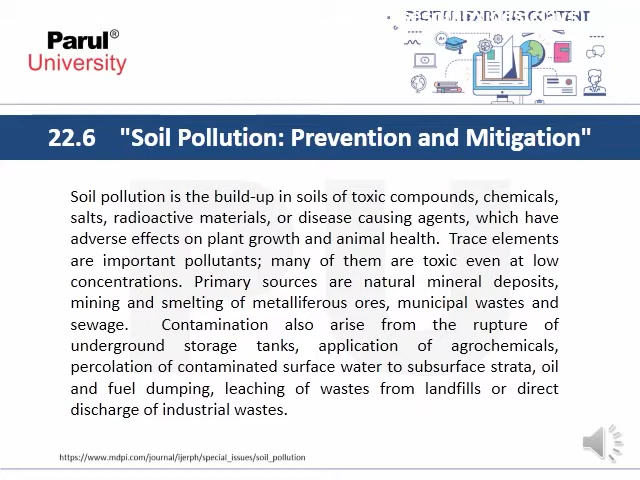 Parul®
University
22.6 "Soil Pollution: Prevention and Mitigation"
Soil pollution is the build-up in soils of toxic compounds, chemicals,
salts, radioactive materials, or disease causing agents, which have
adverse effects on plant growth and animal health. Trace elements
are important pollutants; many of them are toxic even at low
concentrations. Primary sources are natural mineral deposits,
mining and smelting of metalliferous ores, municipal wastes and
sewage. Contamination also arise from the rupture of
underground storage tanks, application of agrochemicals,
percolation of contaminated surface water to subsurface strata, oil
and fuel dumping, leaching of wastes from landfills or direct
discharge of industrial wastes.
https://www.mdpi.com/journal/ijerph/special_issues/soil_pollution